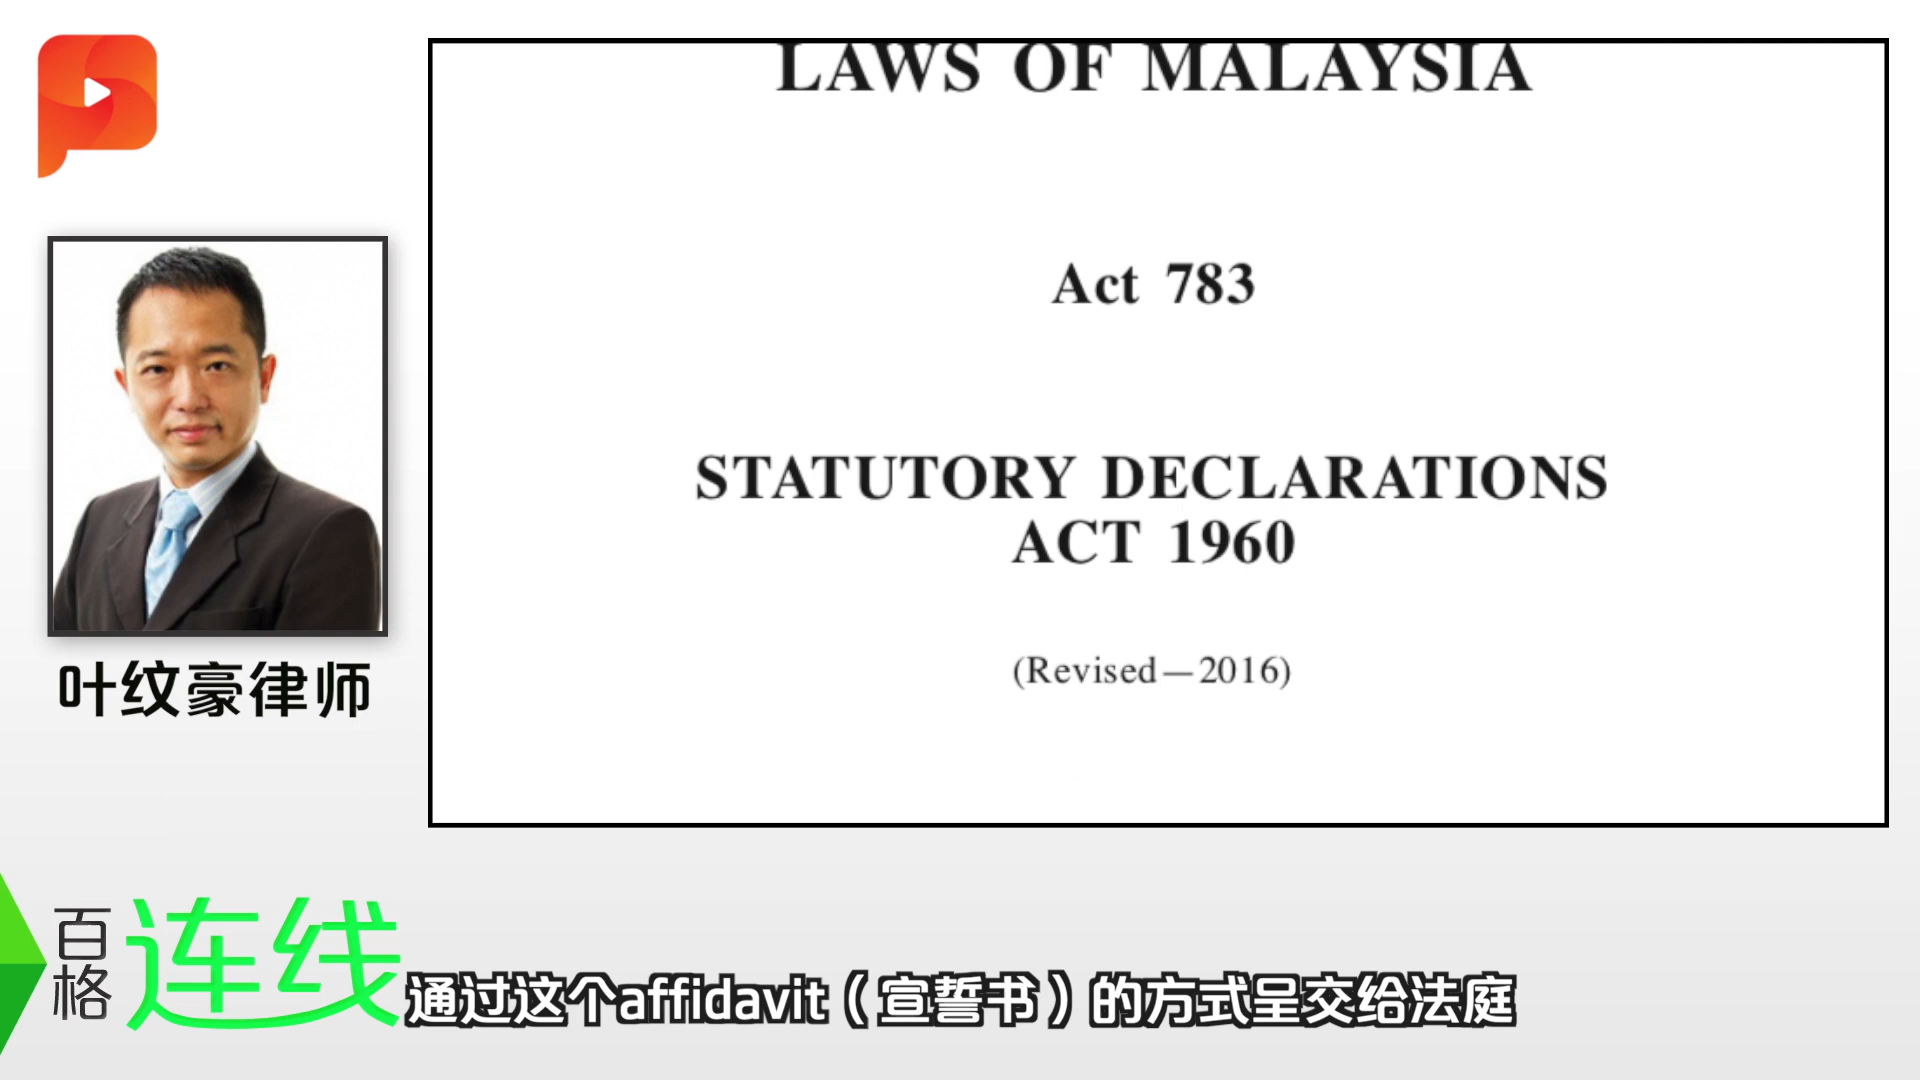 LAWS OF MALAYSIA
Act 783
STATUTORY DECLARATIONS
ACT 1960
(Revised—2016)
叶纹豪律师
百格
连线
通过这个affidavit（宣誓书）的方式呈交给法庭